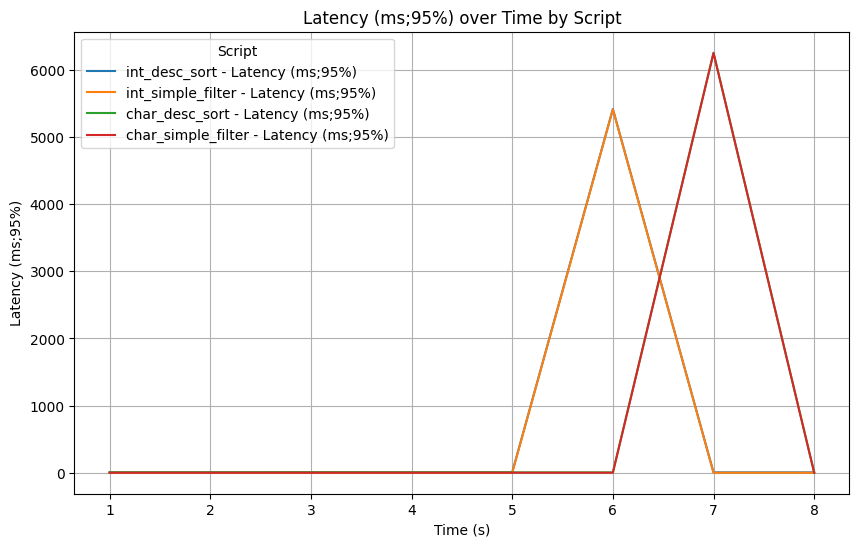 Latency (ms;95%) over Time by Script
Script
int_desc_sort - Latency (ms;95%)
int_simple_filter - Latency (ms;95%)
char_desc_sort - Latency (ms;95%)
char_simple_filter - Latency (ms;95%)
Latency (ms;95%)
6000
5000
4000
3000
2000
1000
0
1 2 3 4 5 6 7 8
Time (s)